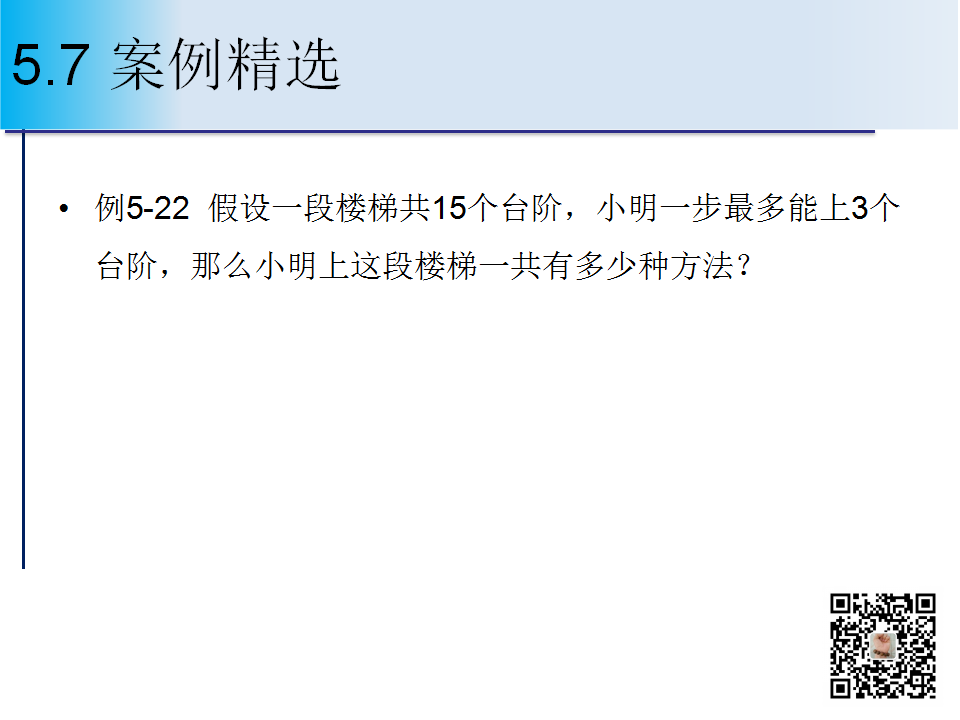 5.7 案例精选
• 例5-22 假设一段楼梯共15个台阶，小明一步最多能上3个
台阶，那么小明上这段楼梯一共有多少种方法？